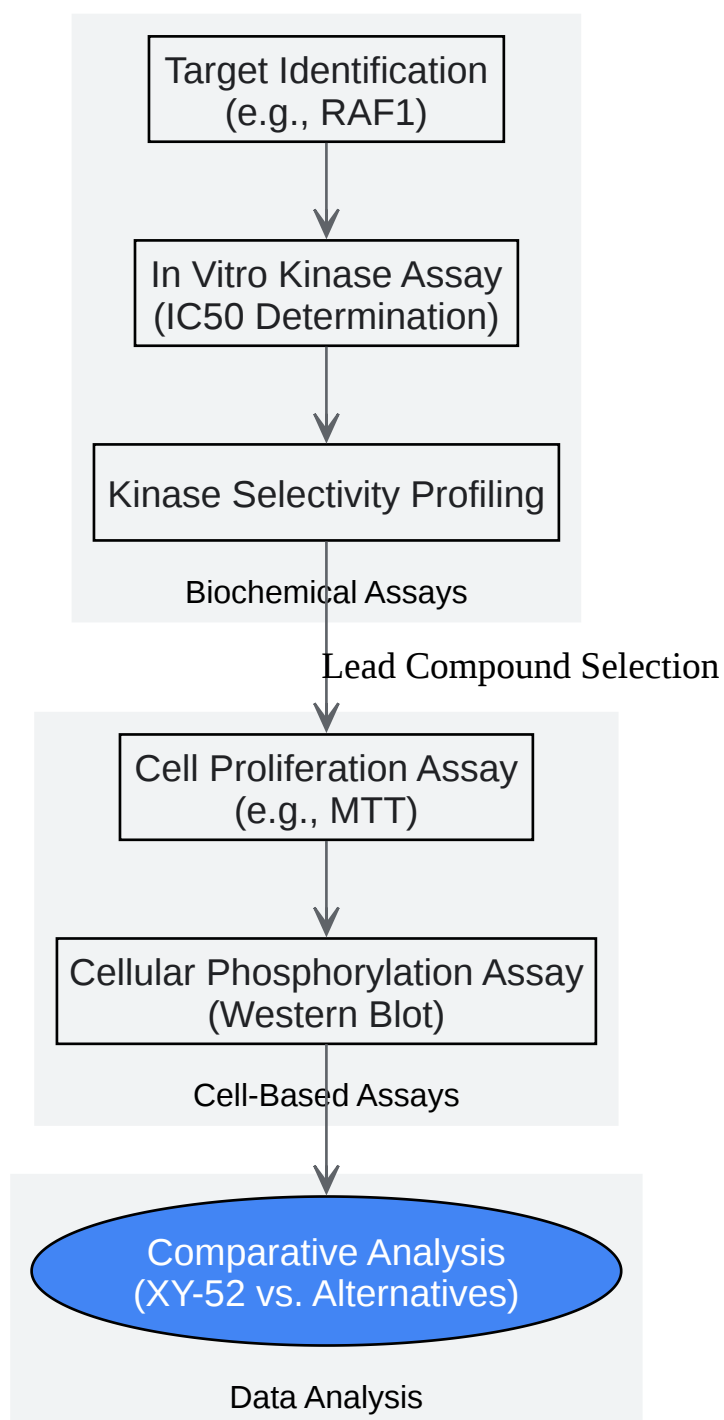 Target Identification
(e.g., RAF1)
In Vitro Kinase Assay
(IC50 Determination)
Kinase Selectivity Profiling
Biochemical Assays
Lead Compound Selection
Cell Proliferation Assay
(e.g., MTT)
Cellular Phosphorylation Assay
(Western Blot)
Cell-Based Assays
Comparative Analysis
(XY-52 vs. Alternatives)
Data Analysis